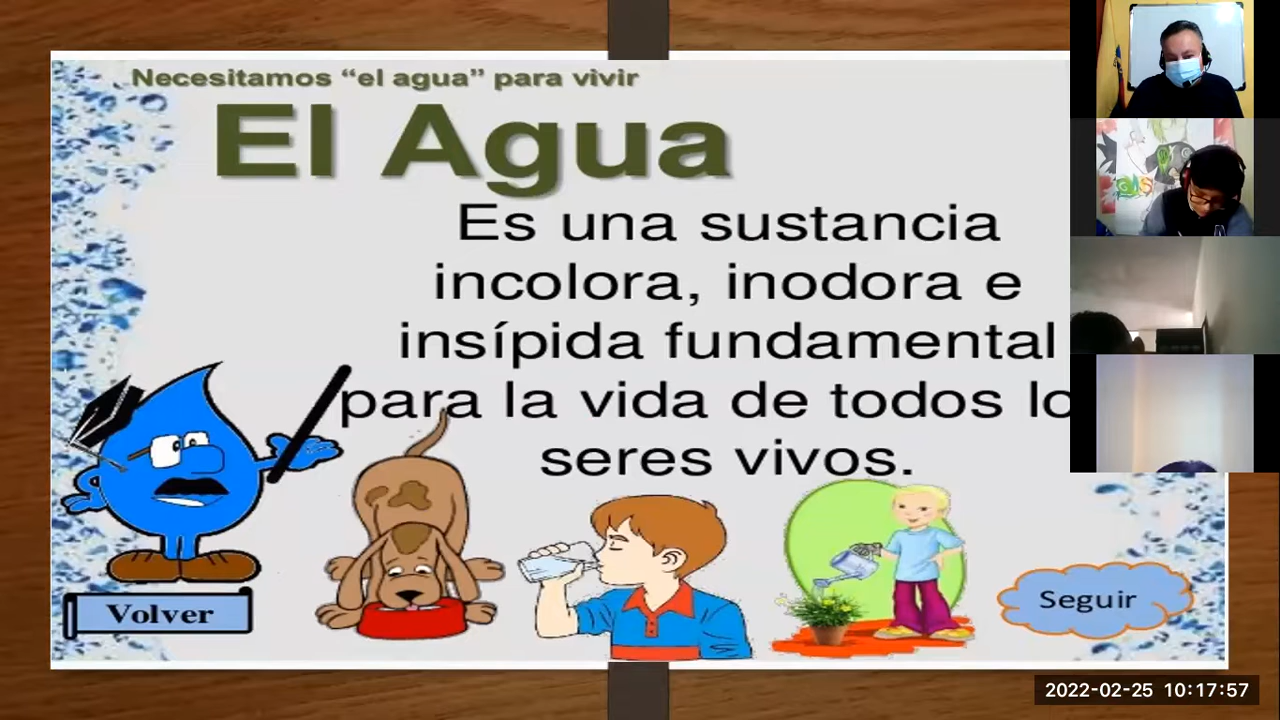 Necesitamos “el agua” para vivir
El Agua
Es una sustancia
incolora, inodora e
insípida fundamental
para la vida de todos lo
seres vivos.
Volver
Seguir
2022-02-25 10:17:57